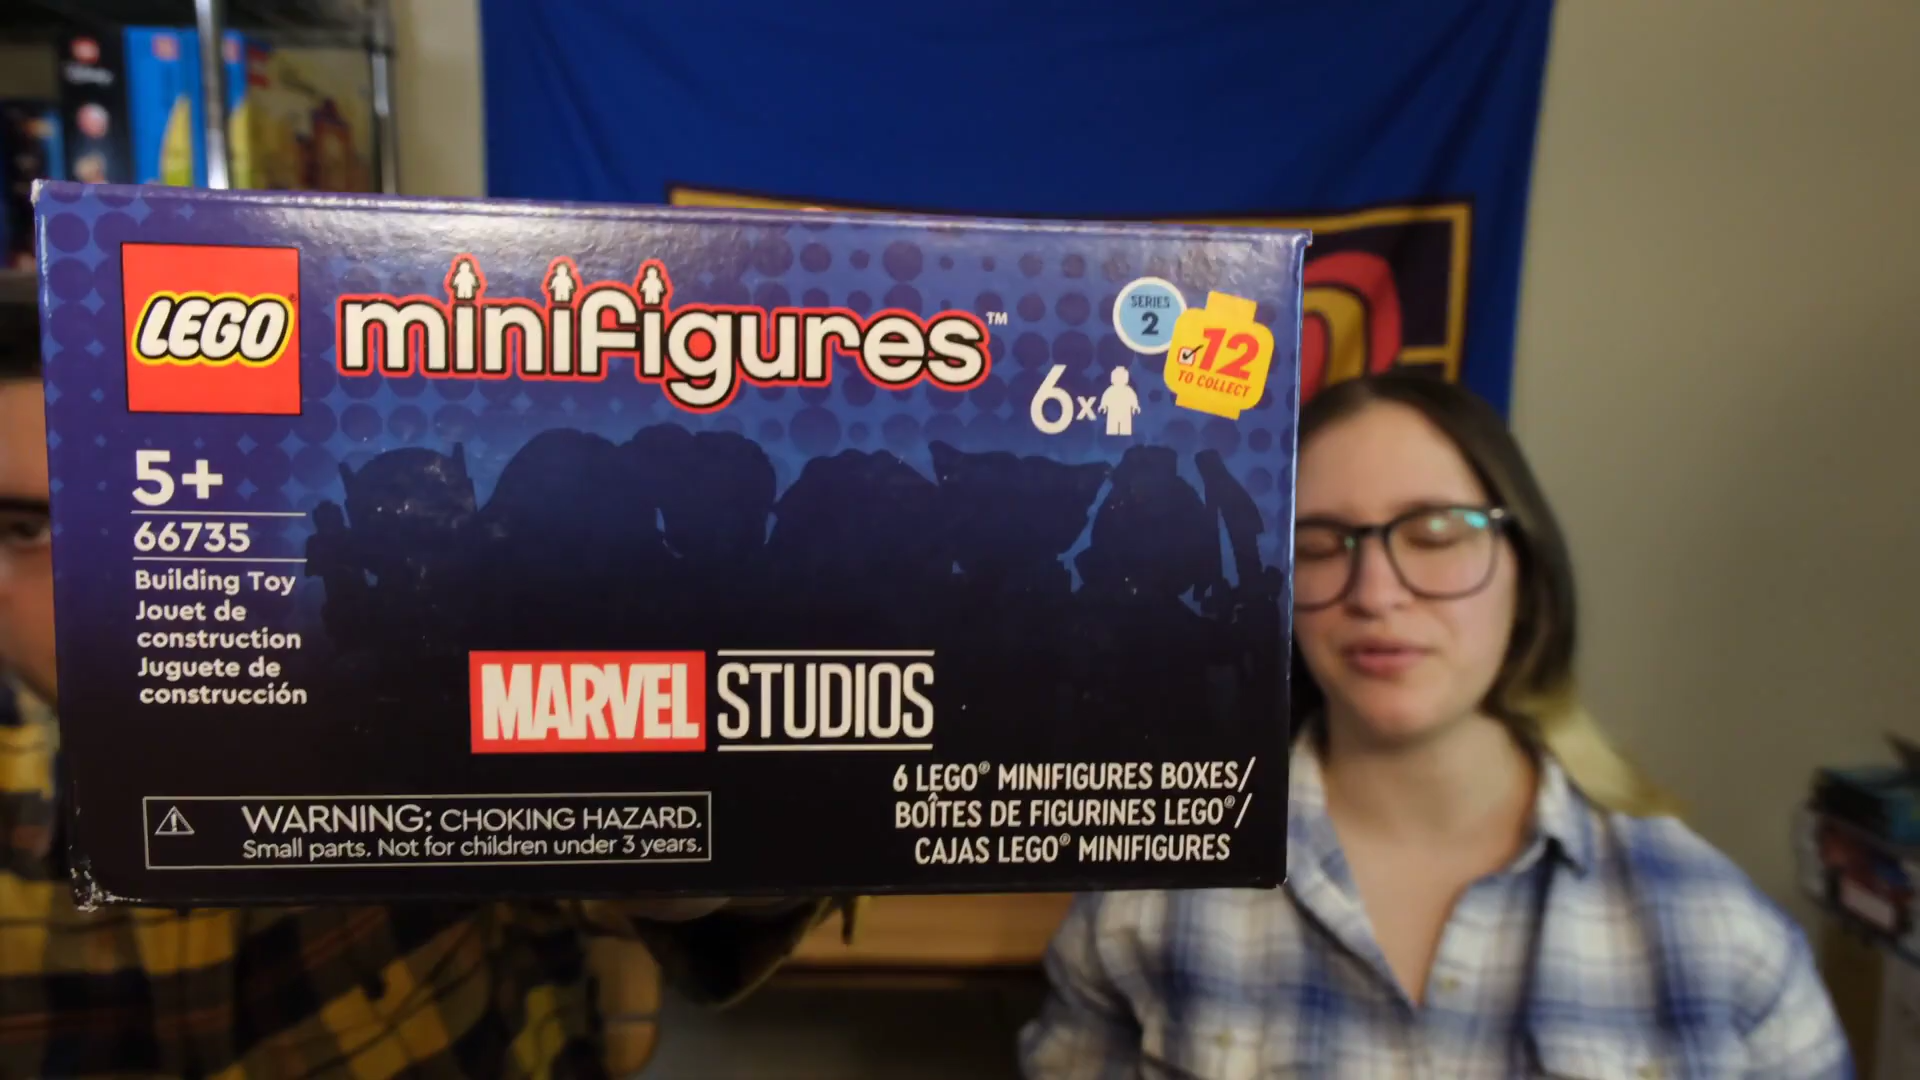 LEGO
minifigures™
SERIES
2
12
TO COLLECT
6x
5+
66735
Building Toy
Jouet de
construction
Juguete de
construcción
MARVEL STUDIOS
6 LEGO® MINIFIGURES BOXES/
BOÎTES DE FIGURINES LEGO®/
CAJAS LEGO® MINIFIGURES
WARNING: CHOKING HAZARD.
Small parts. Not for children under 3 years.